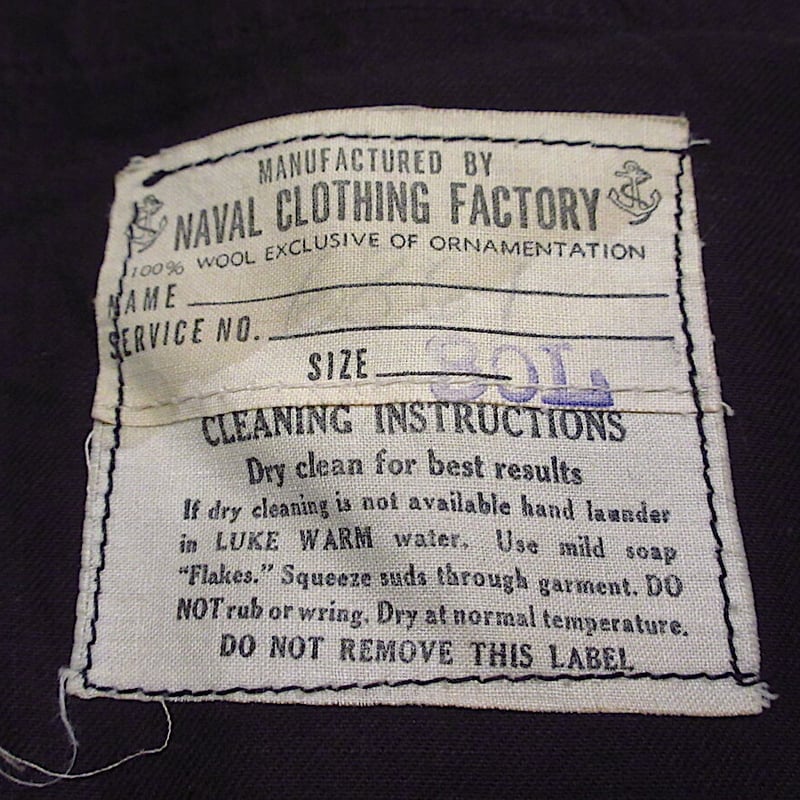 MANUFACTURED BY
NAVAL CLOTHING FACTORY
100% WOOL EXCLUSIVE OF ORNAMENTATION
NAME
SERVICE NO.
SIZE 30L
CLEANING INSTRUCTIONS
Dry clean for best results
If dry cleaning is not available hand launder
in LUKE WARM water. Use mild soap
"Flakes." Squeeze suds through garment. DO
NOT rub or wring. Dry at normal temperature.
DO NOT REMOVE THIS LABEL